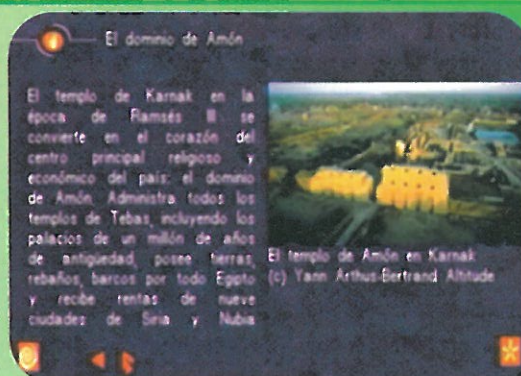 El dominio de Amón
El templo de Karnak en la
época de Ramsés III se
convierte en el corazón del
centro principal religioso y
económico del país: el dominio
de Amón. Administra todos los
templos de Tebas, incluyendo los
palacios de un millón de años
de antigüedad, posee tierras,
rebaños, barcos por todo Egipto
y recibe rentas de nueve
ciudades de Siria y Nubia
El templo de Amón en Karnak
(c) Yann Arthus-Bertrand Altitude